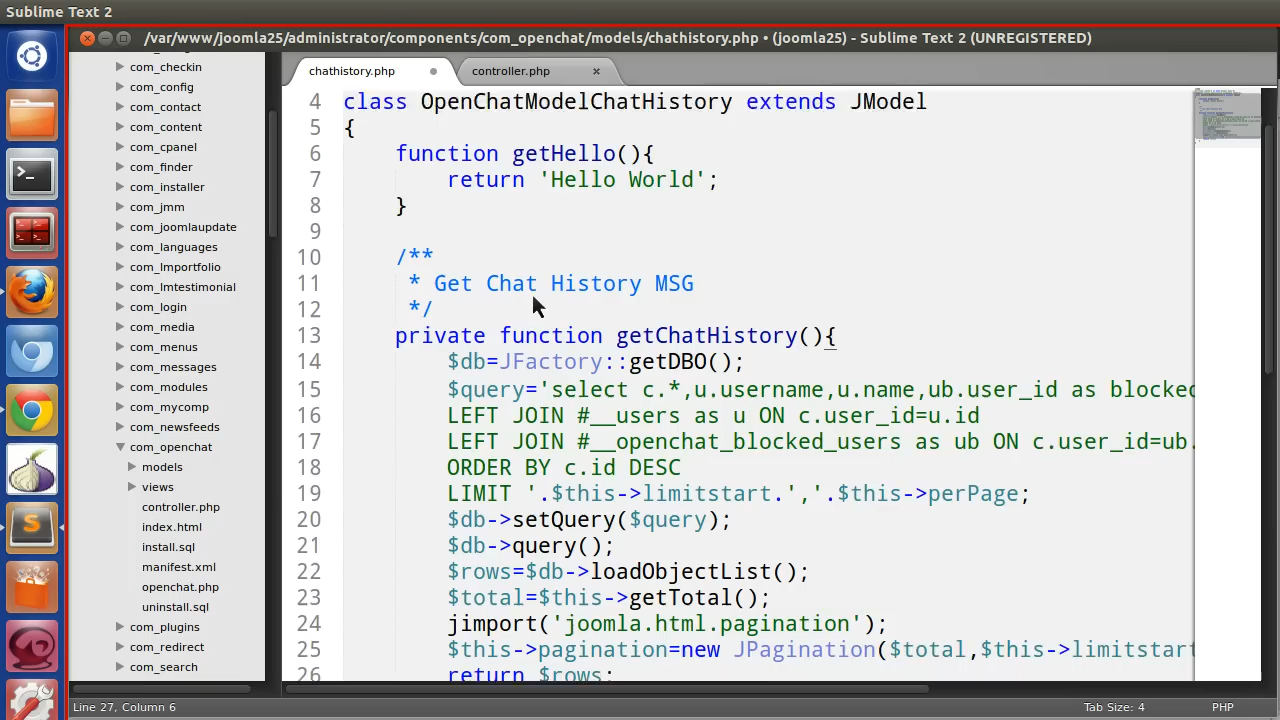 Sublime Text 2
/var/www/joomla25/administrator/components/com_openchat/models/chathistory.php • (joomla25) - Sublime Text 2 (UNREGISTERED)
chathistory.php
controller.php
com_checkin
com_config
com_contact
com_content
com_cpanel
com_finder
com_installer
com_jmm
com_joomlaupdate
com_languages
com_lmportfolio
com_lmtestimonial
com_login
com_media
com_menus
com_messages
com_modules
com_mycomp
com_newsfeeds
com_openchat
models
views
controller.php
index.html
install.sql
manifest.xml
openchat.php
uninstall.sql
com_plugins
com_redirect
com_search
4 class OpenChatModelChatHistory extends JModel
5 {
6 function getHello(){
7 return 'Hello World';
8 }
9
10 /**
11 * Get Chat History MSG
12 */
13 private function getChatHistory(){
14 $db=JFactory::getDBO();
15 $query='select c.*,u.username,u.name,ub.user_id as blocked
16 LEFT JOIN #__users as u ON c.user_id=u.id
17 LEFT JOIN #__openchat_blocked_users as ub ON c.user_id=ub.
18 ORDER BY c.id DESC
19 LIMIT '.$this->limitstart.','.$this->perPage;
20 $db->setQuery($query);
21 $db->query();
22 $rows=$db->loadObjectList();
23 $total=$this->getTotal();
24 jimport('joomla.html.pagination');
25 $this->pagination=new JPagination($total,$this->limitstart
26 return $rows;
Line 27, Column 6
Tab Size: 4
PHP